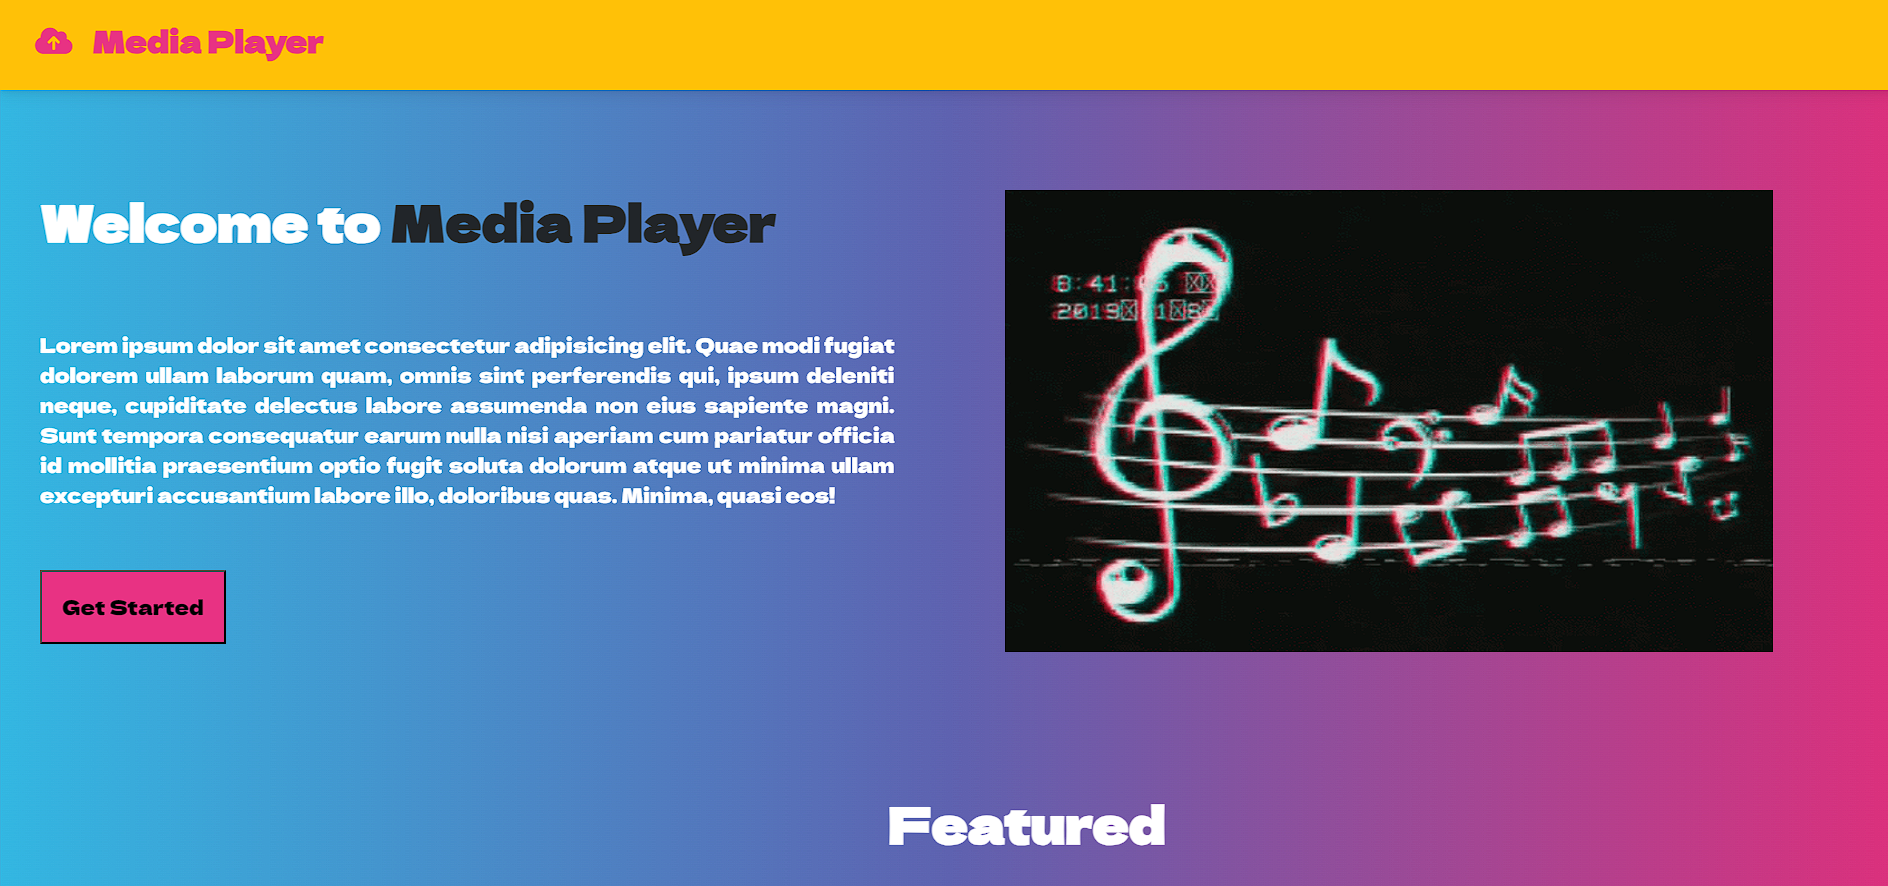 Media Player
Welcome to Media Player
Lorem ipsum dolor sit amet consectetur adipisicing elit. Quae modi fugiat
dolorem ullam laborum quam, omnis sint perferendis qui, ipsum deleniti
neque, cupiditate delectus labore assumenda non eius sapiente magni.
Sunt tempora consequatur earum nulla nisi aperiam cum pariatur officia
id mollitia praesentium optio fugit soluta dolorum atque ut minima ullam
excepturi accusantium labore illo, doloribus quas. Minima, quasi eos!
Get Started
8:41:
2019
Featured